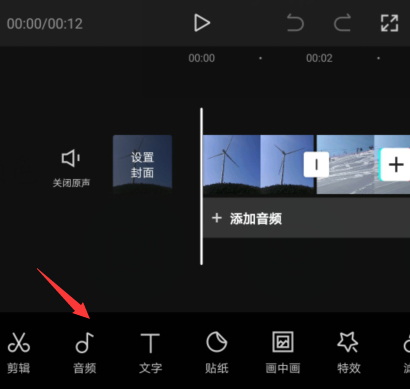 00:00/00:12
00:00
00:02
设置
封面
关闭原声
+ 添加音频
剪辑
音频
文字
贴纸
画中画
特效